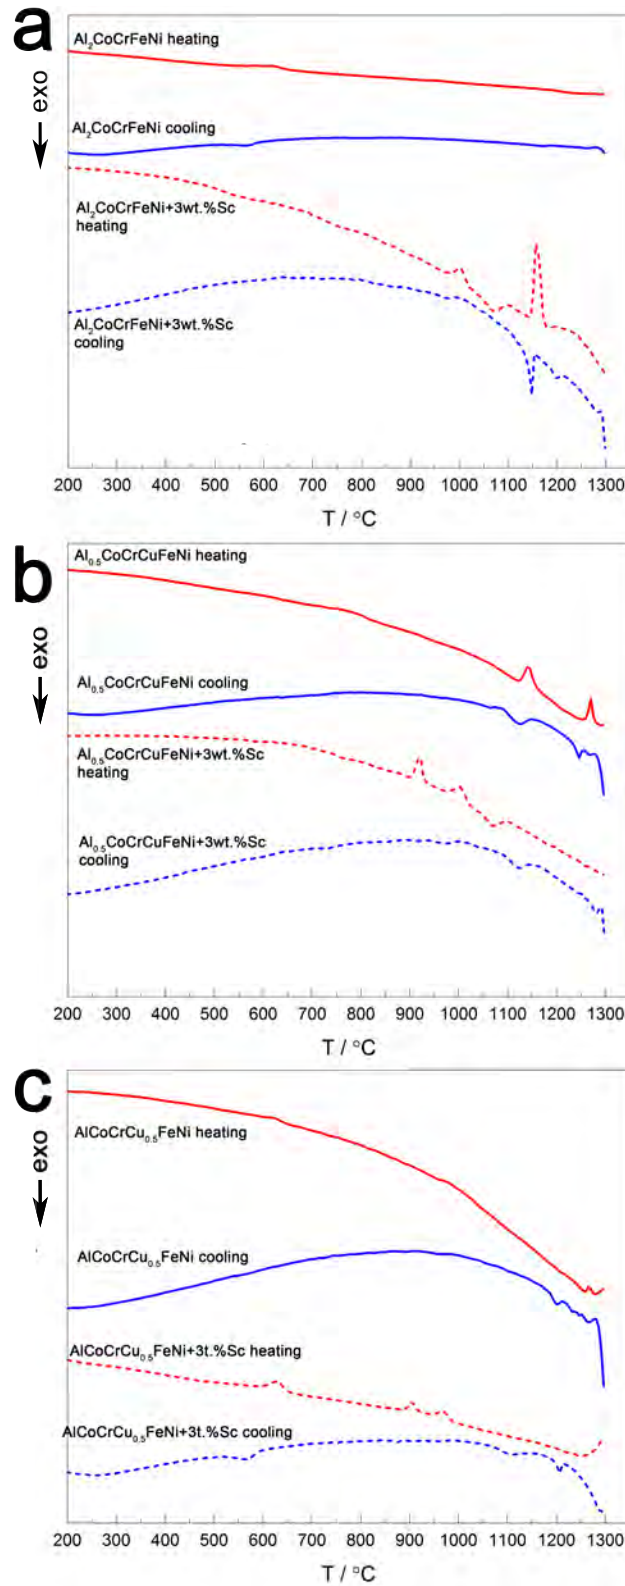 a
Al₂CoCrFeNi heating
← exo
Al₂CoCrFeNi cooling
Al₂CoCrFeNi+3wt.%Sc
heating
Al₂CoCrFeNi+3wt.%Sc
cooling
200 300 400 500 600 700 800 900 1000 1100 1200 1300
T / °C
b
Al₀.₅CoCrCuFeNi heating
← exo
Al₀.₅CoCrCuFeNi cooling
Al₀.₅CoCrCuFeNi+3wt.%Sc
heating
Al₀.₅CoCrCuFeNi+3wt.%Sc
cooling
200 300 400 500 600 700 800 900 1000 1100 1200 1300
T / °C
c
AlCoCrCu₀.₅FeNi heating
← exo
AlCoCrCu₀.₅FeNi cooling
AlCoCrCu₀.₅FeNi+3t.%Sc heating
AlCoCrCu₀.₅FeNi+3t.%Sc cooling
200 300 400 500 600 700 800 900 1000 1100 1200 1300
T / °C